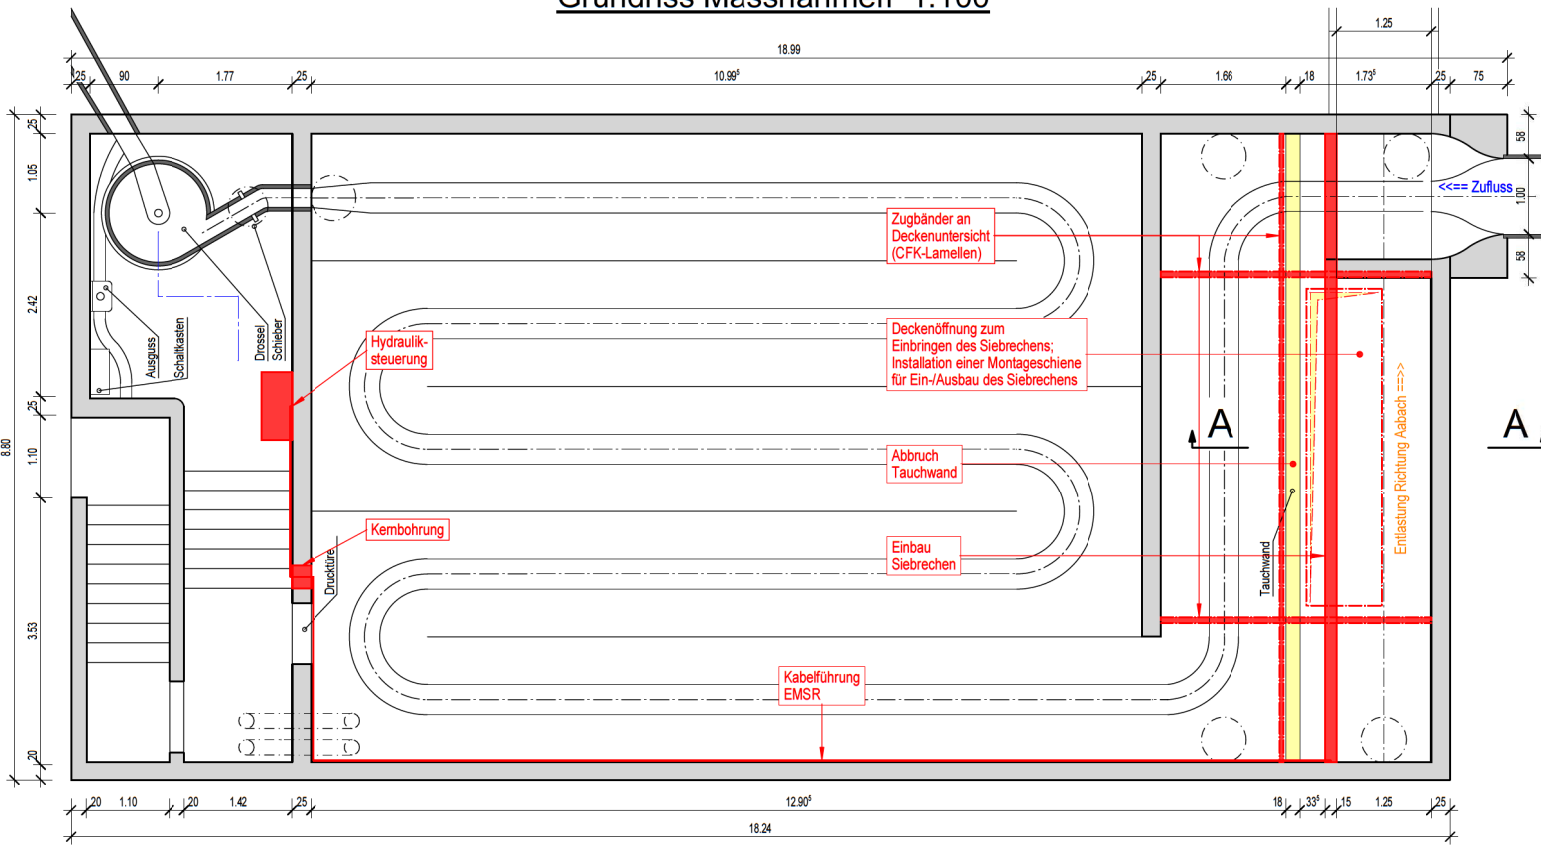 Grundriss Massnahmen 1:100
1.25
18.99
25
90
1.77
25
10.99⁵
25
1.66
18
1.73⁵
25
75
8.80
25
1.05
2.42
25
1.10
3.53
20
58
1.00
58
<<== Zufluss
Zugbänder an
Deckenuntersicht
(CFK-Lamellen)
Deckenöffnung zum
Einbringen des Siebrechens;
Installation einer Montageschiene
für Ein-/Ausbau des Siebrechens
Hydraulik-
steuerung
Ausguss
Schaltkasten
Drossel
Schieber
A
A
Abbruch
Tauchwand
Einbau
Siebrechen
Entlastung Richtung Aabach ==>>
Tauchwand
Kernbohrung
Drucktüre
Kabelführung
EMSR
20
1.10
20
1.42
25
12.90⁵
18
33⁵
15
1.25
25
18.24